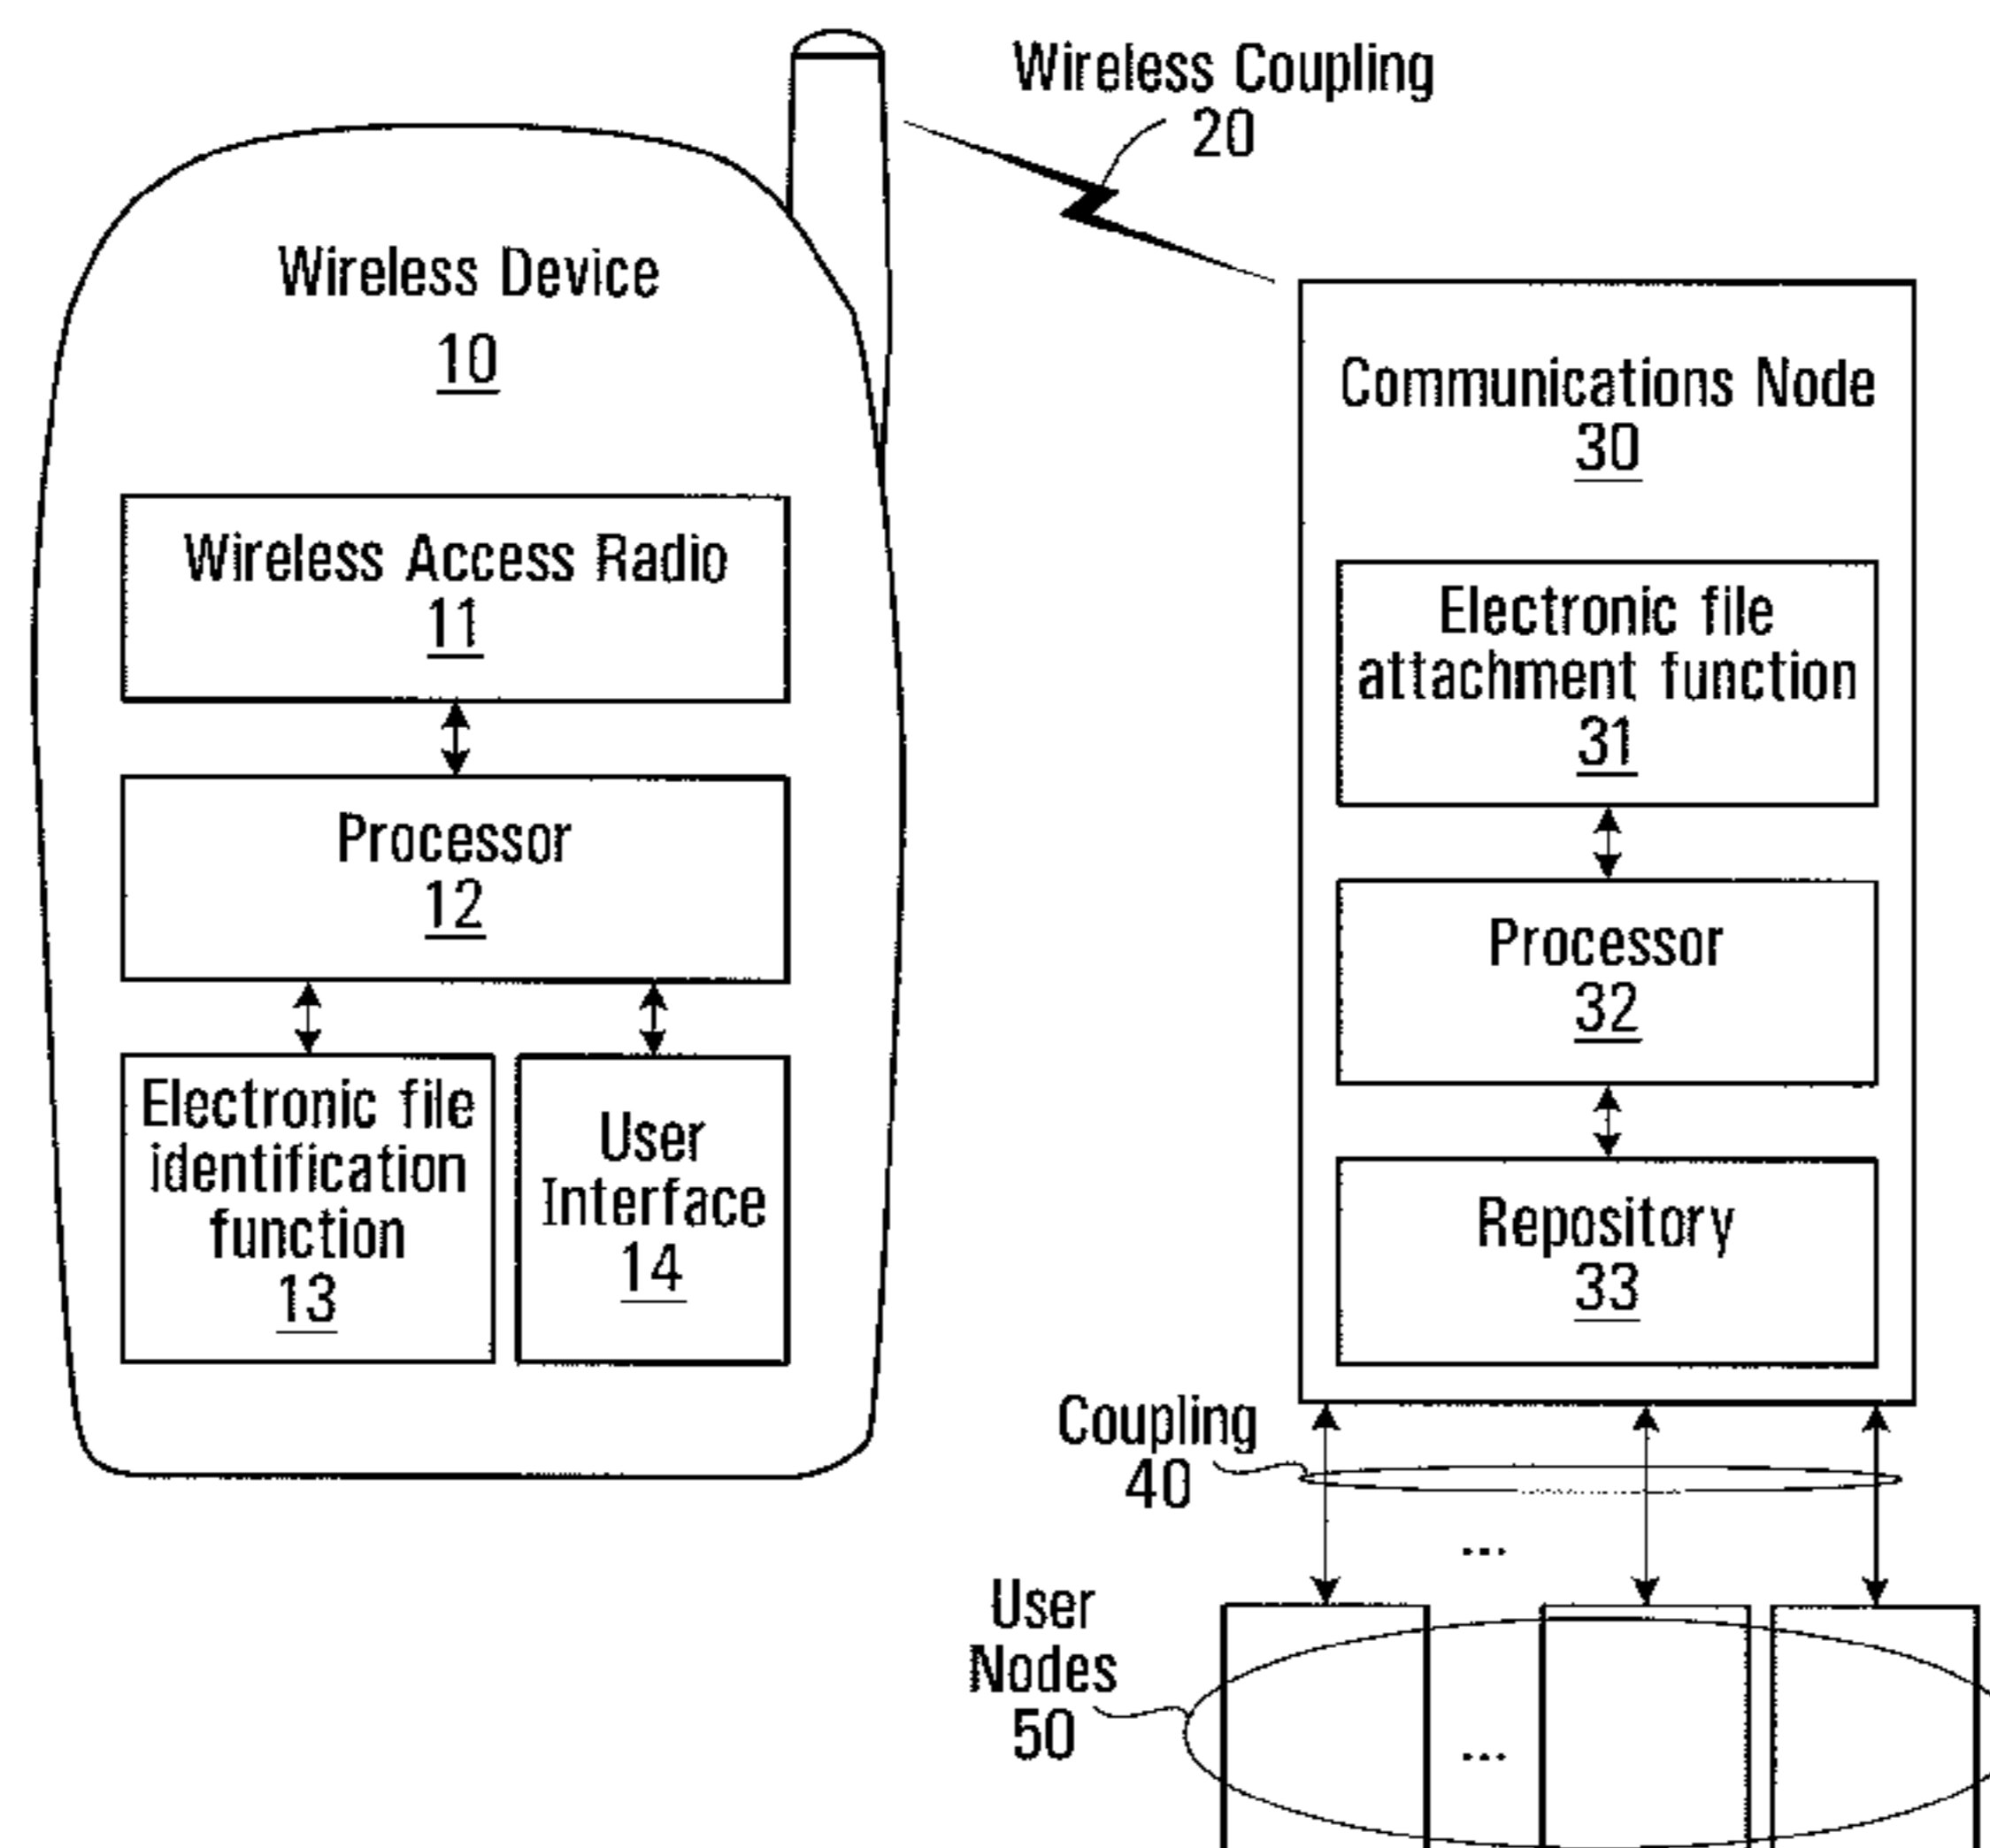 Wireless Coupling
20
Wireless Device
10
Wireless Access Radio
11
Processor
12
Electronic file
identification
function
13
User
Interface
14
Communications Node
30
Electronic file
attachment function
31
Processor
32
Repository
33
Coupling
40
...
User
Nodes
50
...